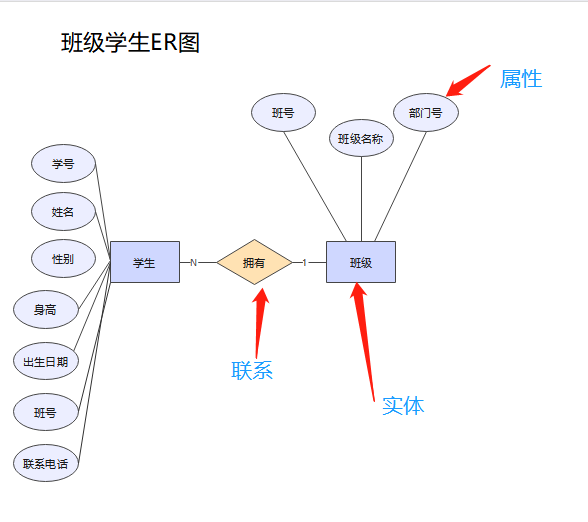 班级学生ER图
属性
班号
班级名称
部门号
学号
姓名
性别
身高
出生日期
班号
联系电话
学生
N
拥有
1
班级
联系
实体